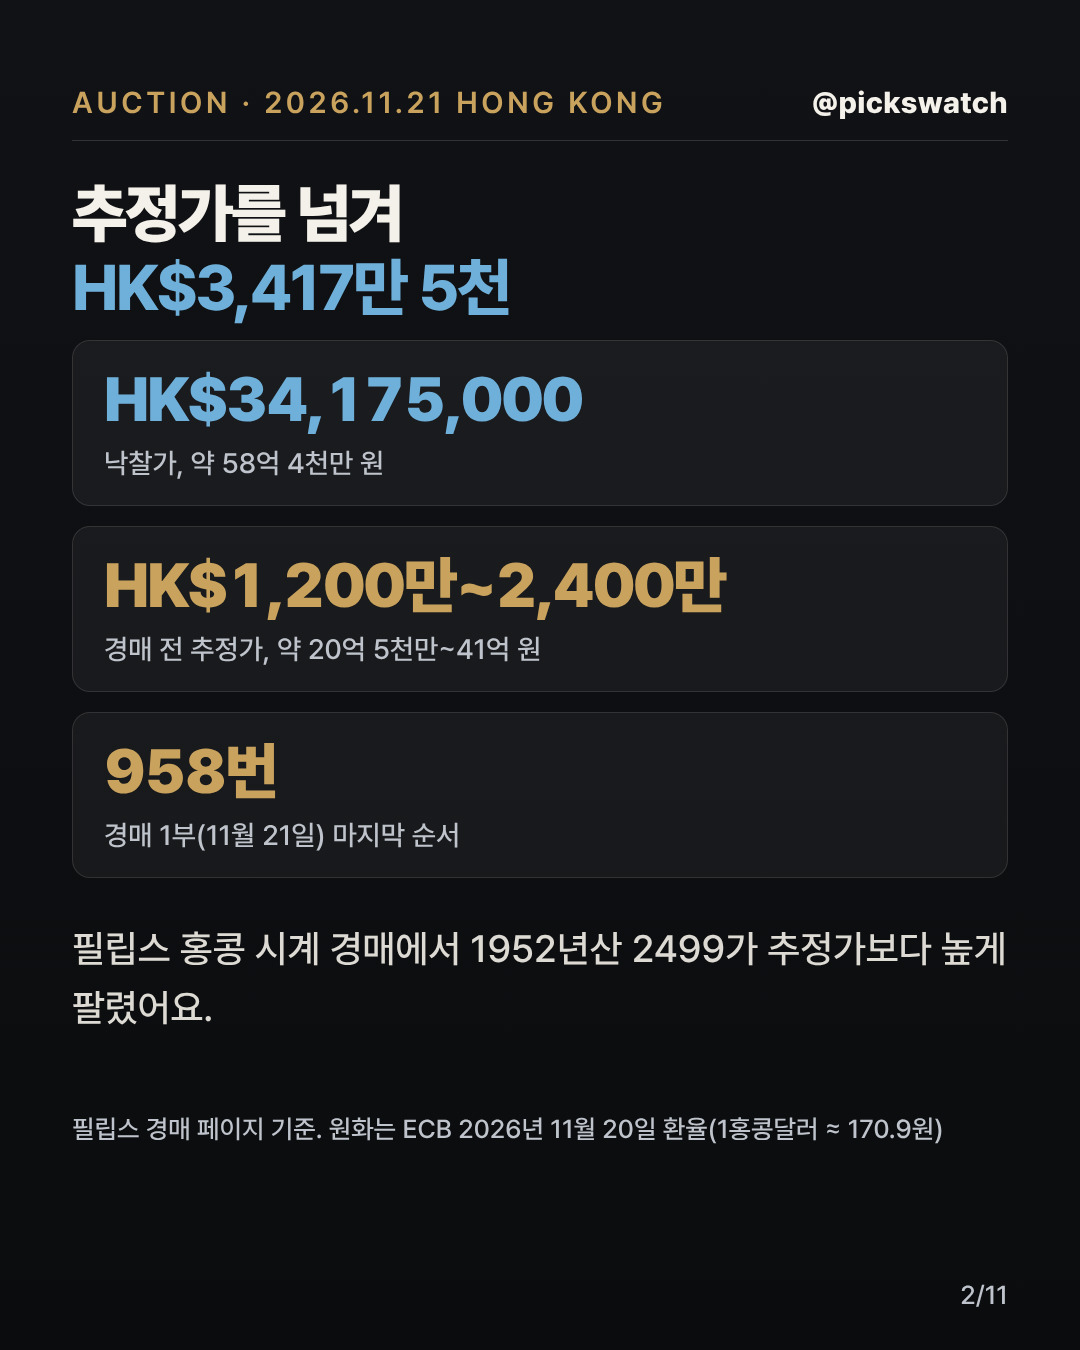 AUCTION · 2026.11.21 HONG KONG
@pickswatch
추정가를 넘겨
HK$3,417만 5천
HK$34,175,000
낙찰가, 약 58억 4천만 원
HK$1,200만~2,400만
경매 전 추정가, 약 20억 5천만~41억 원
958번
경매 1부(11월 21일) 마지막 순서
필립스 홍콩 시계 경매에서 1952년산 2499가 추정가보다 높게
팔렸어요.
필립스 경매 페이지 기준. 원화는 ECB 2026년 11월 20일 환율(1홍콩달러 ≈ 170.9원)
2/11